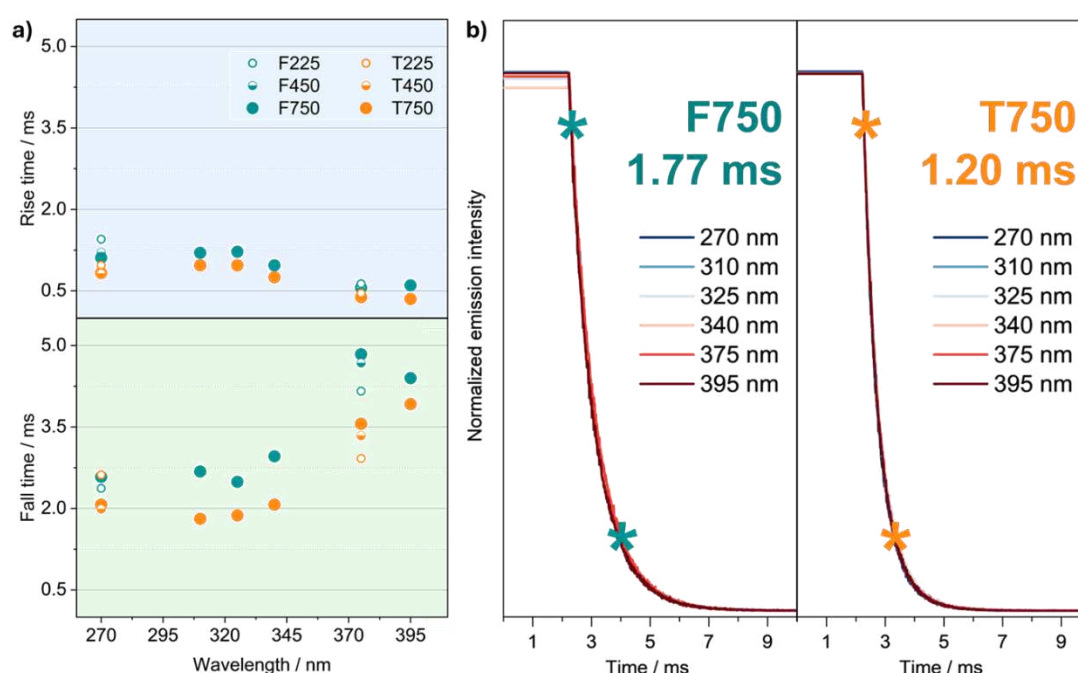 a)
5.0
3.5
2.0
0.5
Rise time / ms
F225
T225
F450
T450
F750
T750
5.0
3.5
2.0
0.5
Fall time / ms
270
295
320
345
370
395
Wavelength / nm
b)
Normalized emission intensity
F750
1.77 ms
270 nm
310 nm
325 nm
340 nm
375 nm
395 nm
1
3
5
7
9
Time / ms
T750
1.20 ms
270 nm
310 nm
325 nm
340 nm
375 nm
395 nm
1
3
5
7
9
Time / ms